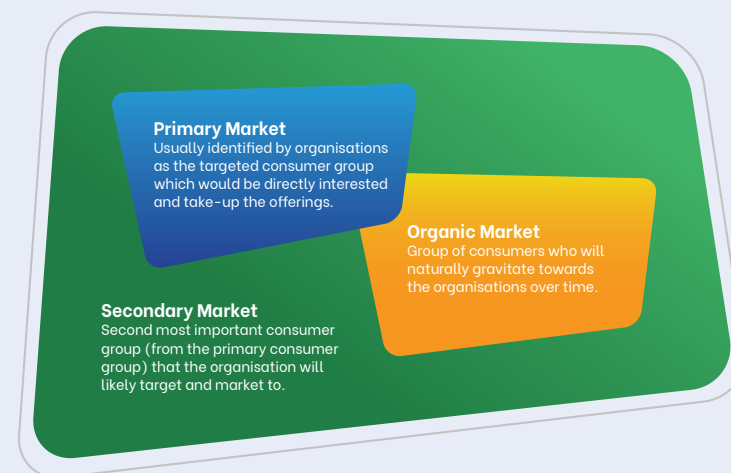 Primary Market
Usually identified by organisations
as the targeted consumer group
which would be directly interested
and take-up the offerings.
Organic Market
Group of consumers who will
naturally gravitate towards
the organisations over time.
Secondary Market
Second most important consumer
group (from the primary consumer
group) that the organisation will
likely target and market to.